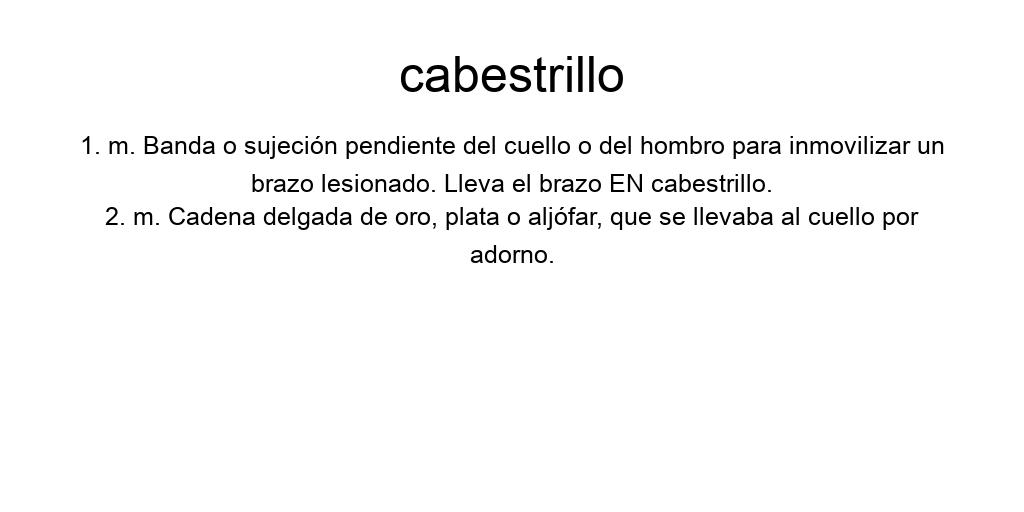 cabestrillo
1. m. Banda o sujeción pendiente del cuello o del hombro para inmovilizar un
brazo lesionado. Lleva el brazo EN cabestrillo.
2. m. Cadena delgada de oro, plata o aljófar, que se llevaba al cuello por
adorno.